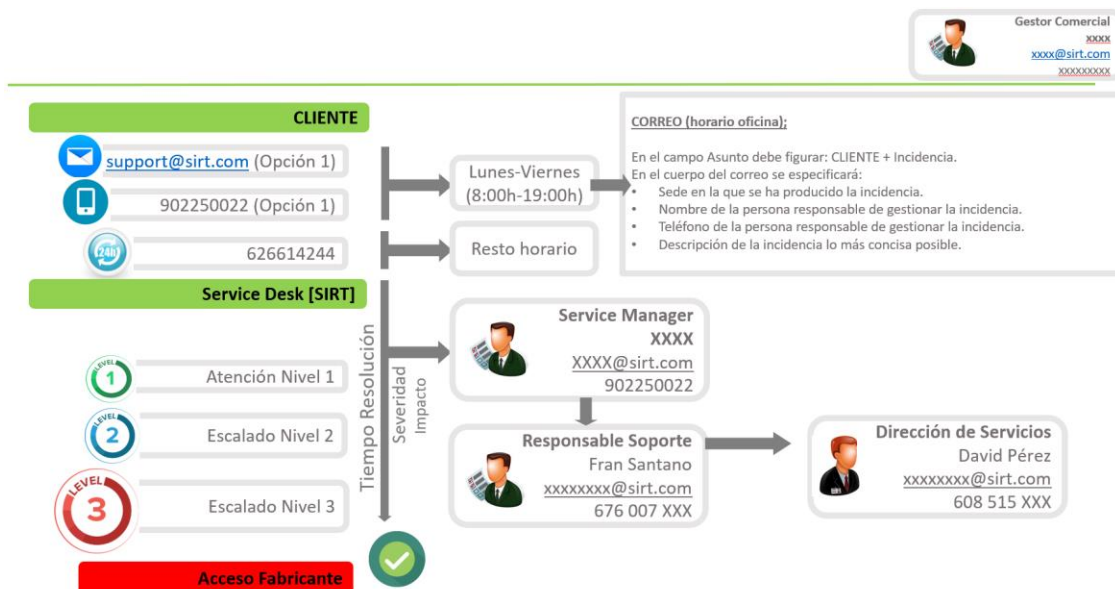 Gestor Comercial
xxxx
xxxx@sirt.com
xxxxxxxxx
CLIENTE
support@sirt.com (Opción 1)
902250022 (Opción 1)
24h
626614244
Lunes-Viernes
(8:00h-19:00h)
Resto horario
CORREO (horario oficina);
En el campo Asunto debe figurar: CLIENTE + Incidencia.
En el cuerpo del correo se especificará:
• Sede en la que se ha producido la incidencia.
• Nombre de la persona responsable de gestionar la incidencia.
• Teléfono de la persona responsable de gestionar la incidencia.
• Descripción de la incidencia lo más concisa posible.
Service Desk [SIRT]
LEVEL
1
Atención Nivel 1
LEVEL
2
Escalado Nivel 2
LEVEL
3
Escalado Nivel 3
Acceso Fabricante
Tiempo Resolución
Severidad
Impacto
Service Manager
XXXX
XXXX@sirt.com
902250022
Responsable Soporte
Fran Santano
xxxxxxxx@sirt.com
676 007 XXX
Dirección de Servicios
David Pérez
xxxxxxxx@sirt.com
608 515 XXX